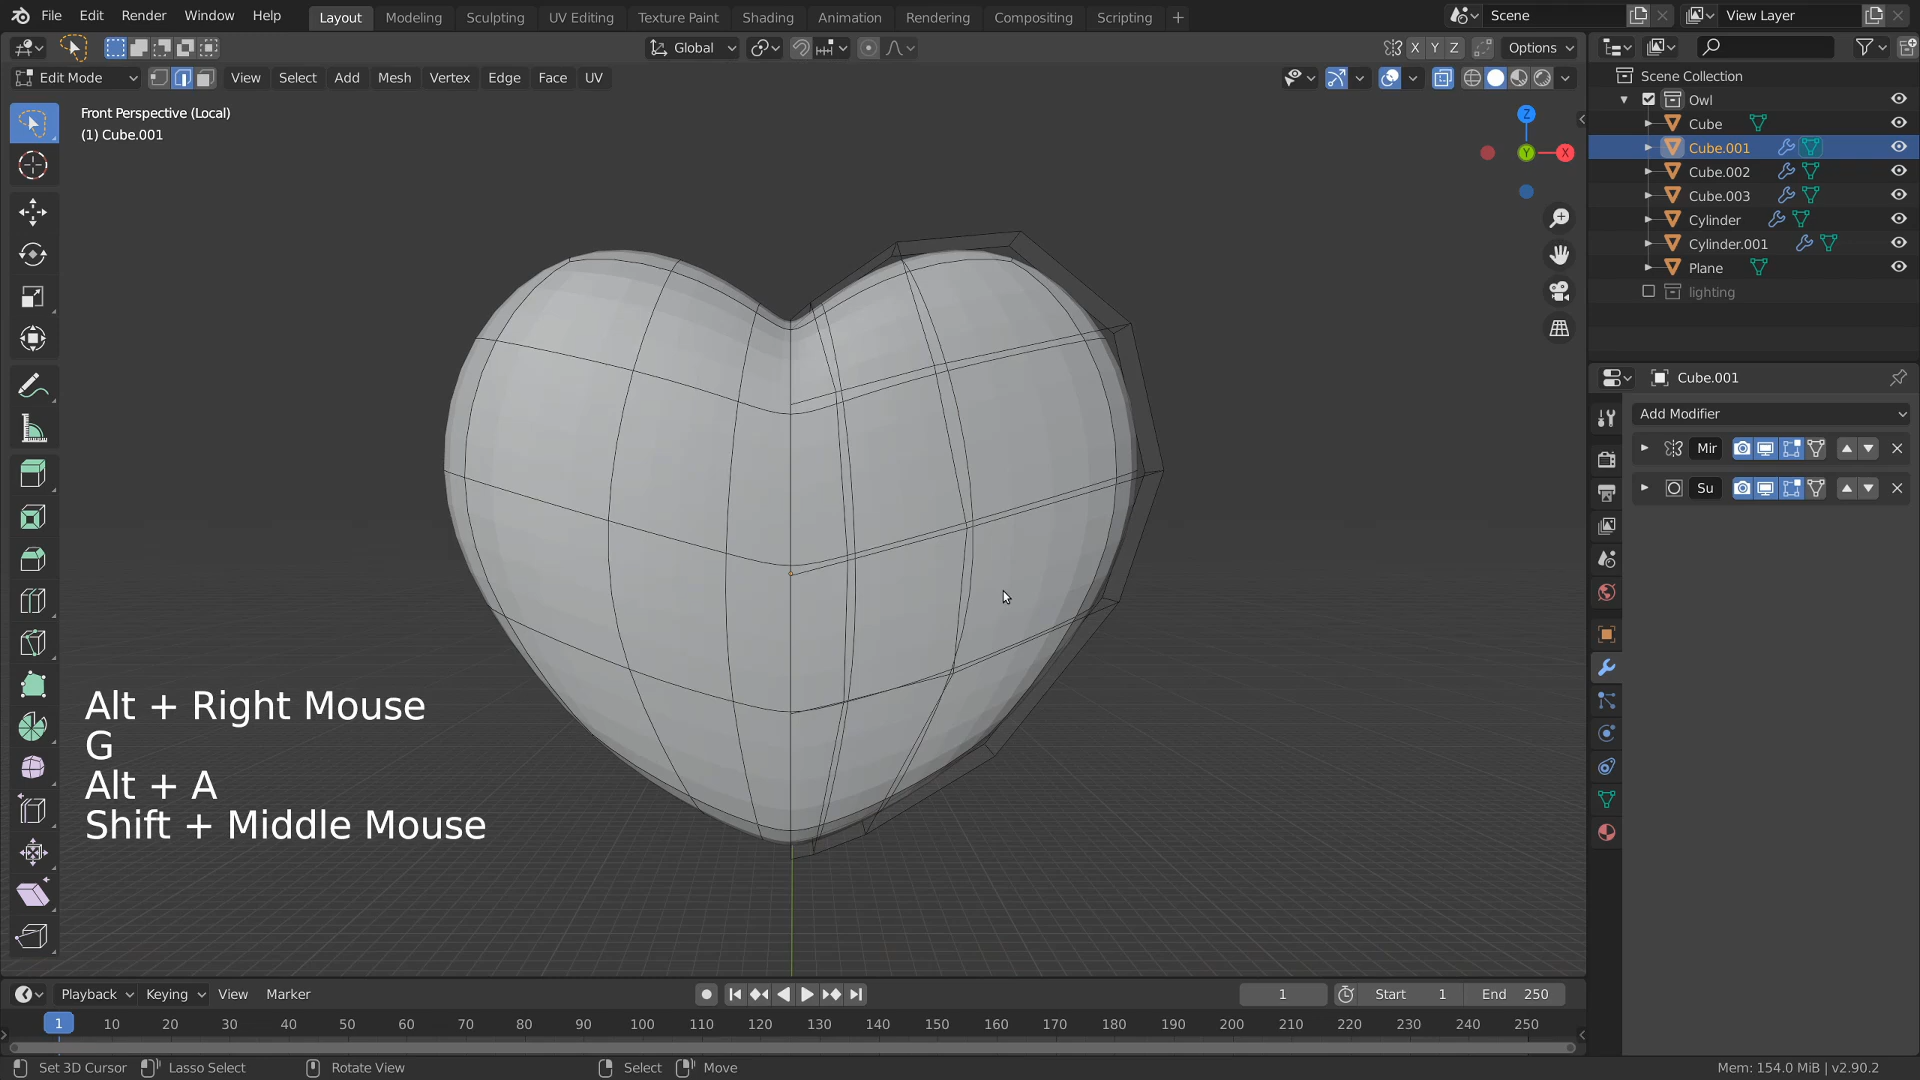 File Edit Render Window Help Layout Modeling Sculpting UV Editing Texture Paint Shading Animation Rendering Compositing Scripting + Scene View Layer
Global X Y Z Options
Edit Mode View Select Add Mesh Vertex Edge Face UV
Scene Collection
Owl
Cube
Cube.001
Cube.002
Cube.003
Cylinder
Cylinder.001
Plane
lighting
Front Perspective (Local)
(1) Cube.001
Z
Y
X
Cube.001
Add Modifier
Mir
Su
Alt + Right Mouse
G
Alt + A
Shift + Middle Mouse
Playback Keying View Marker 1 Start 1 End 250
1 10 20 30 40 50 60 70 80 90 100 110 120 130 140 150 160 170 180 190 200 210 220 230 240 250
Set 3D Cursor Lasso Select Rotate View Select Move Mem: 154.0 MiB | v2.90.2